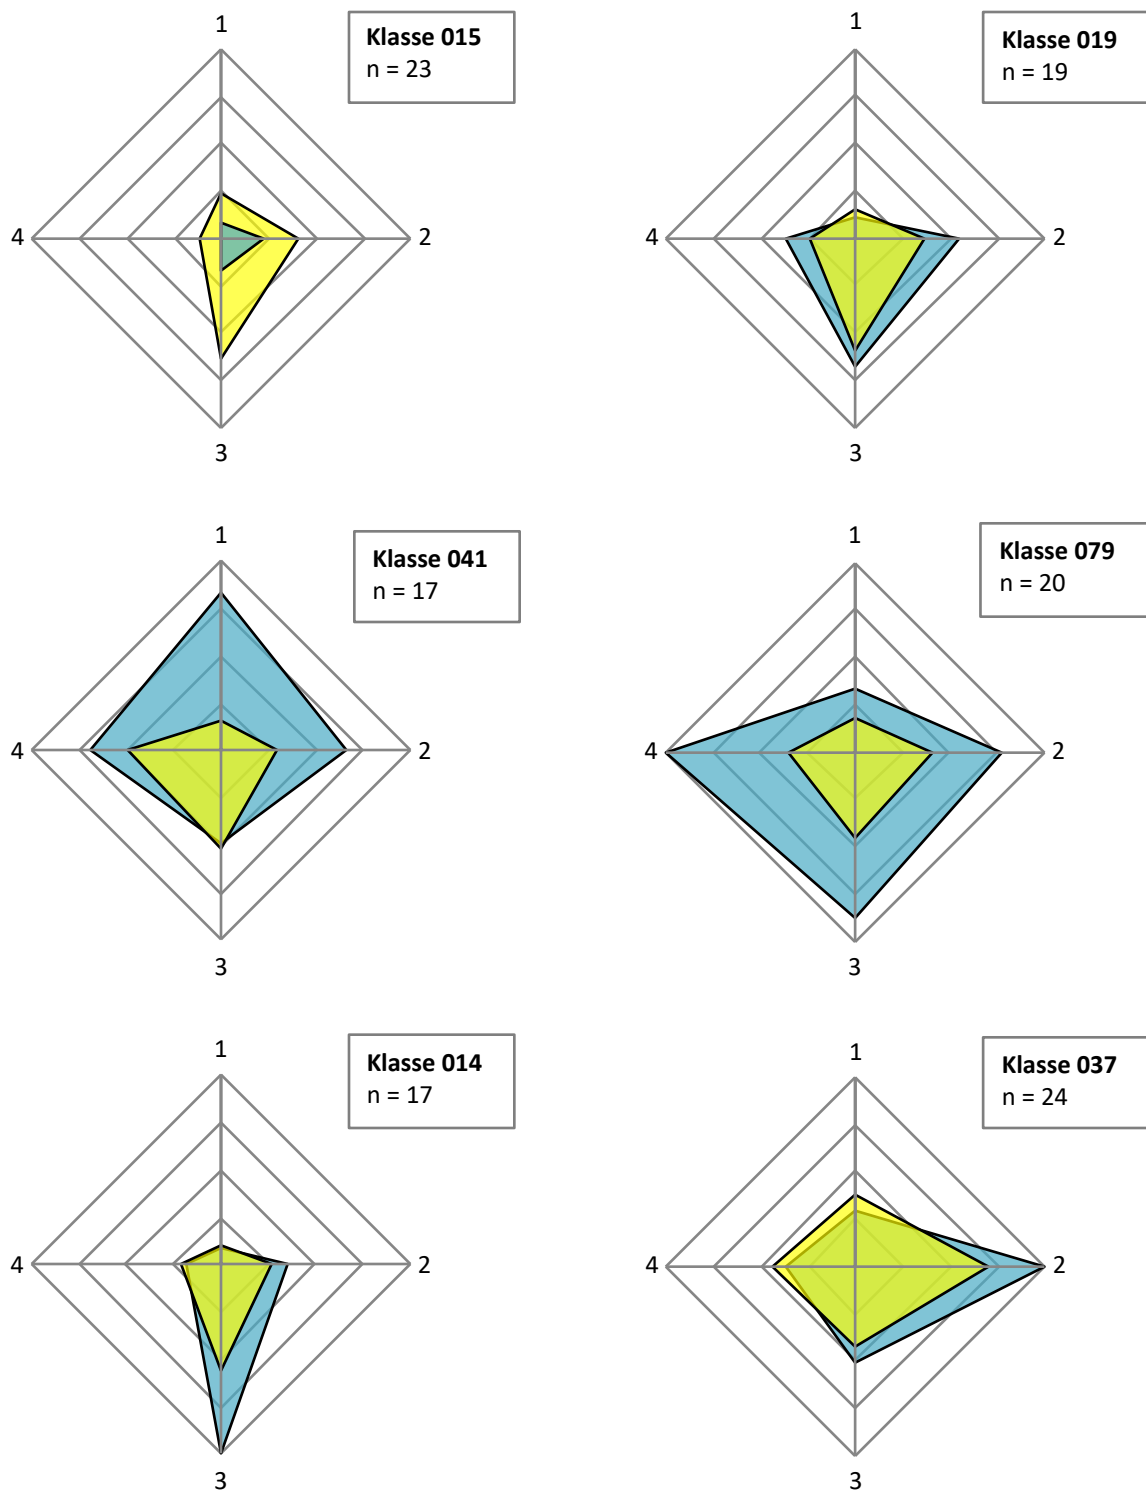 1
Klasse 015
n = 23
4
2
3
1
Klasse 019
n = 19
4
2
3
1
Klasse 041
n = 17
4
2
3
1
Klasse 079
n = 20
4
2
3
1
Klasse 014
n = 17
4
2
3
1
Klasse 037
n = 24
4
2
3